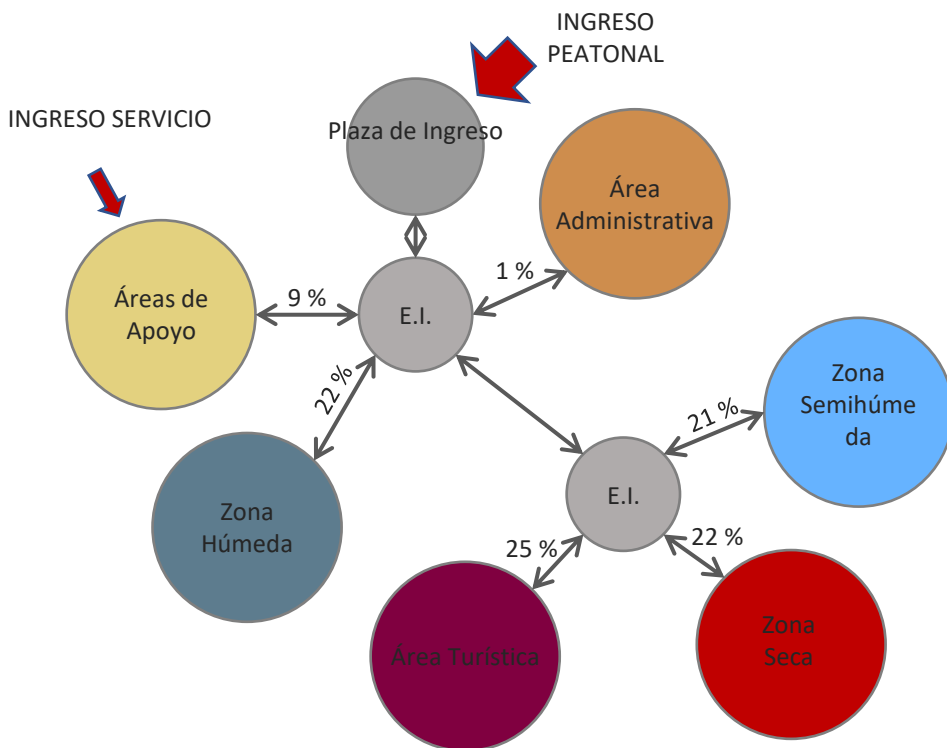 INGRESO
PEATONAL
INGRESO SERVICIO
Plaza de Ingreso
Área
Administrativa
1 %
Áreas de
Apoyo
9 %
E.I.
22 %
Zona
Semihúme
da
21 %
E.I.
Zona
Húmeda
25 %
22 %
Área Turística
Zona
Seca